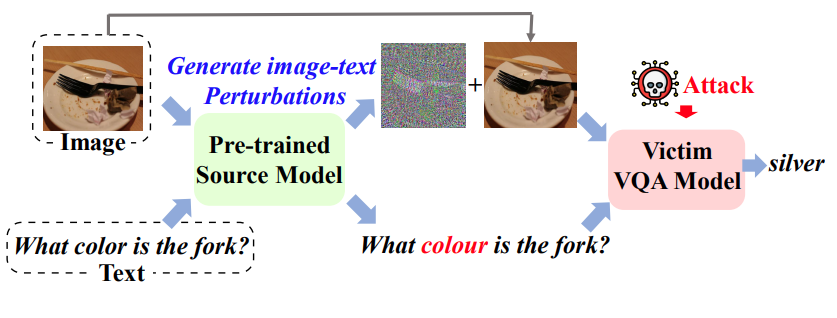 Generate image-text
Perturbations
+
Attack
Image
Pre-trained
Source Model
Victim
VQA Model
silver
What color is the fork?
Text
What colour is the fork?